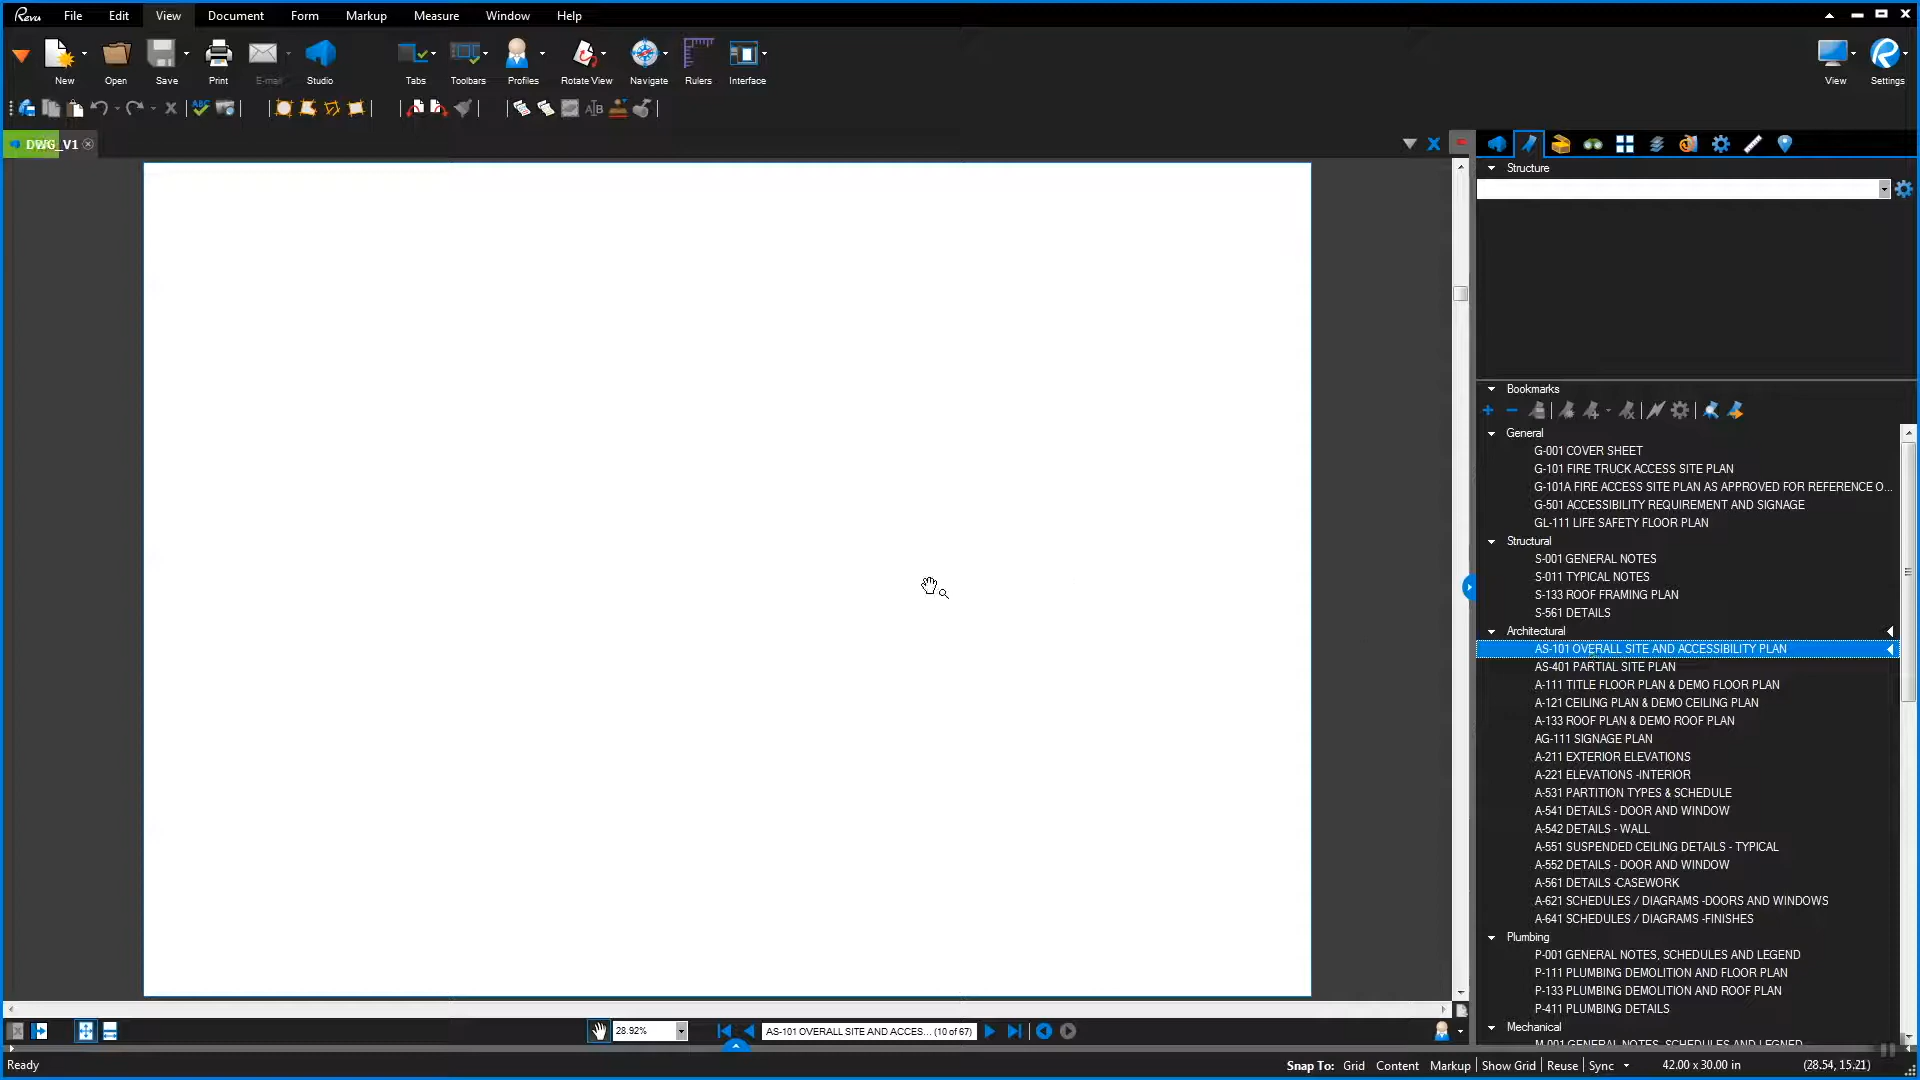 Revu File Edit View Document Form Markup Measure Window Help
New Open Save Print E-mail Studio Tabs Toolbars Profiles Rotate View Navigate Rulers Interface View Settings
DWG_V1
Structure
Bookmarks
General
G-001 COVER SHEET
G-101 FIRE TRUCK ACCESS SITE PLAN
G-101A FIRE ACCESS SITE PLAN AS APPROVED FOR REFERENCE O...
G-501 ACCESSIBILITY REQUIREMENT AND SIGNAGE
GL-111 LIFE SAFETY FLOOR PLAN
Structural
S-001 GENERAL NOTES
S-011 TYPICAL NOTES
S-133 ROOF FRAMING PLAN
S-561 DETAILS
Architectural
AS-101 OVERALL SITE AND ACCESSIBILITY PLAN
AS-401 PARTIAL SITE PLAN
A-111 TITLE FLOOR PLAN & DEMO FLOOR PLAN
A-121 CEILING PLAN & DEMO CEILING PLAN
A-133 ROOF PLAN & DEMO ROOF PLAN
AG-111 SIGNAGE PLAN
A-211 EXTERIOR ELEVATIONS
A-221 ELEVATIONS -INTERIOR
A-531 PARTITION TYPES & SCHEDULE
A-541 DETAILS - DOOR AND WINDOW
A-542 DETAILS - WALL
A-551 SUSPENDED CEILING DETAILS - TYPICAL
A-552 DETAILS - DOOR AND WINDOW
A-561 DETAILS -CASEWORK
A-621 SCHEDULES / DIAGRAMS -DOORS AND WINDOWS
A-641 SCHEDULES / DIAGRAMS -FINISHES
Plumbing
P-001 GENERAL NOTES, SCHEDULES AND LEGEND
P-111 PLUMBING DEMOLITION AND FLOOR PLAN
P-133 PLUMBING DEMOLITION AND ROOF PLAN
P-411 PLUMBING DETAILS
Mechanical
M-001 GENERAL NOTES, SCHEDULES AND LEGNED
28.92% AS-101 OVERALL SITE AND ACCES... (10 of 67)
Ready Snap To: Grid Content Markup Show Grid Reuse Sync 42.00 x 30.00 in (28.54, 15.21)